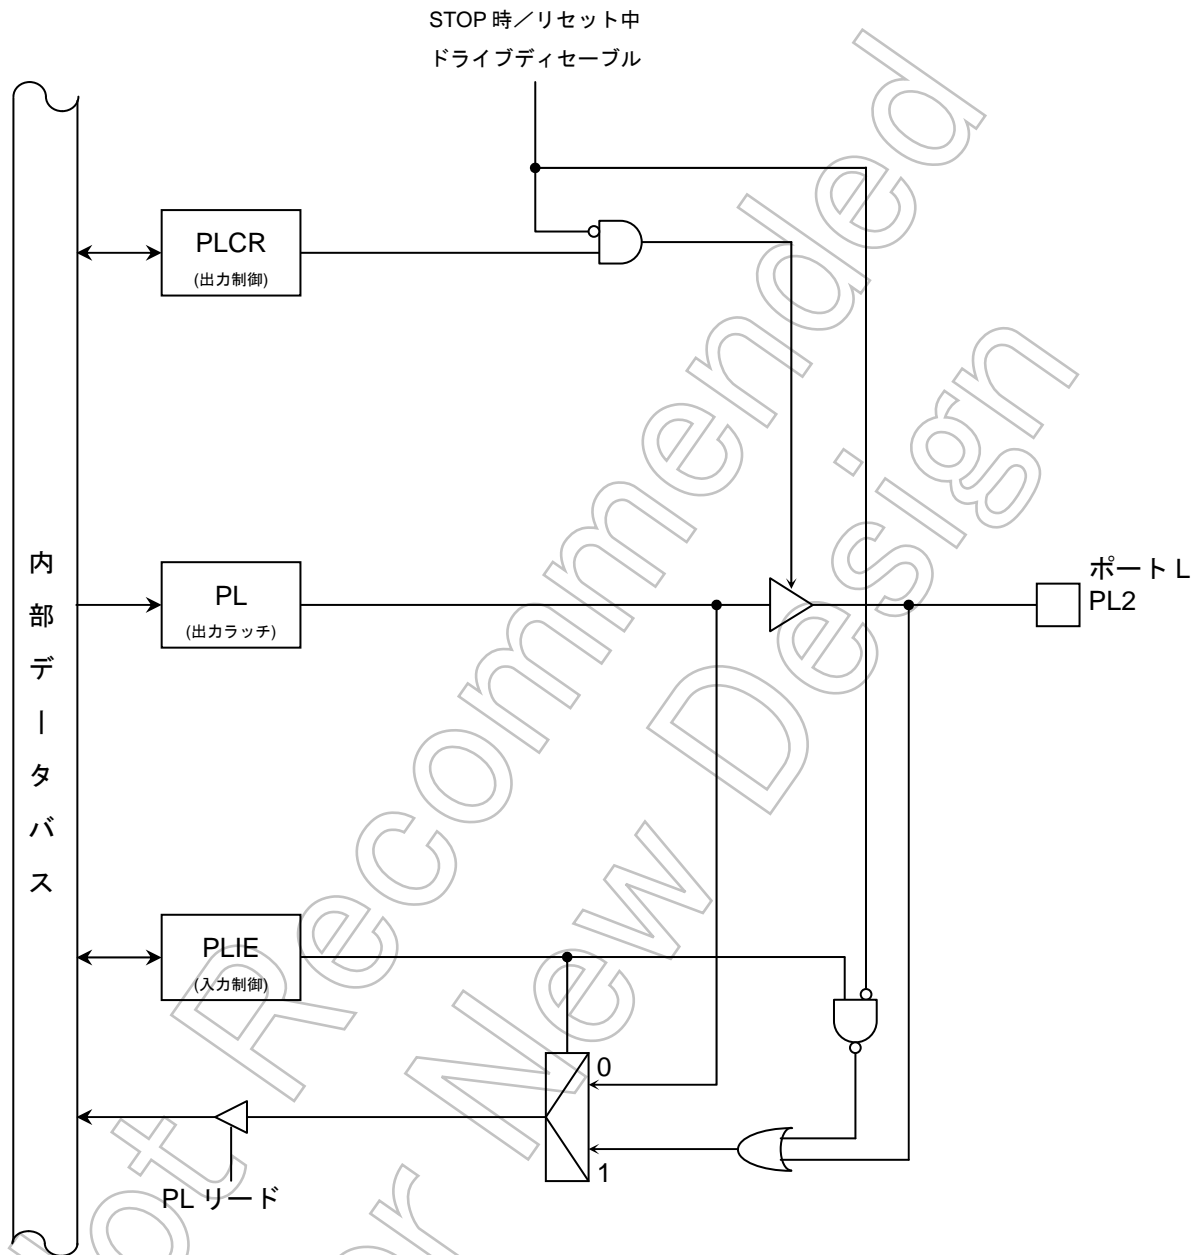 STOP 時／リセット中
ドライブディセーブル
PLCR
(出力制御)
内部データバス
PL
(出力ラッチ)
ポート L
PL2
PLIE
(入力制御)
0
1
PL リード
Not Recommended
for New Design